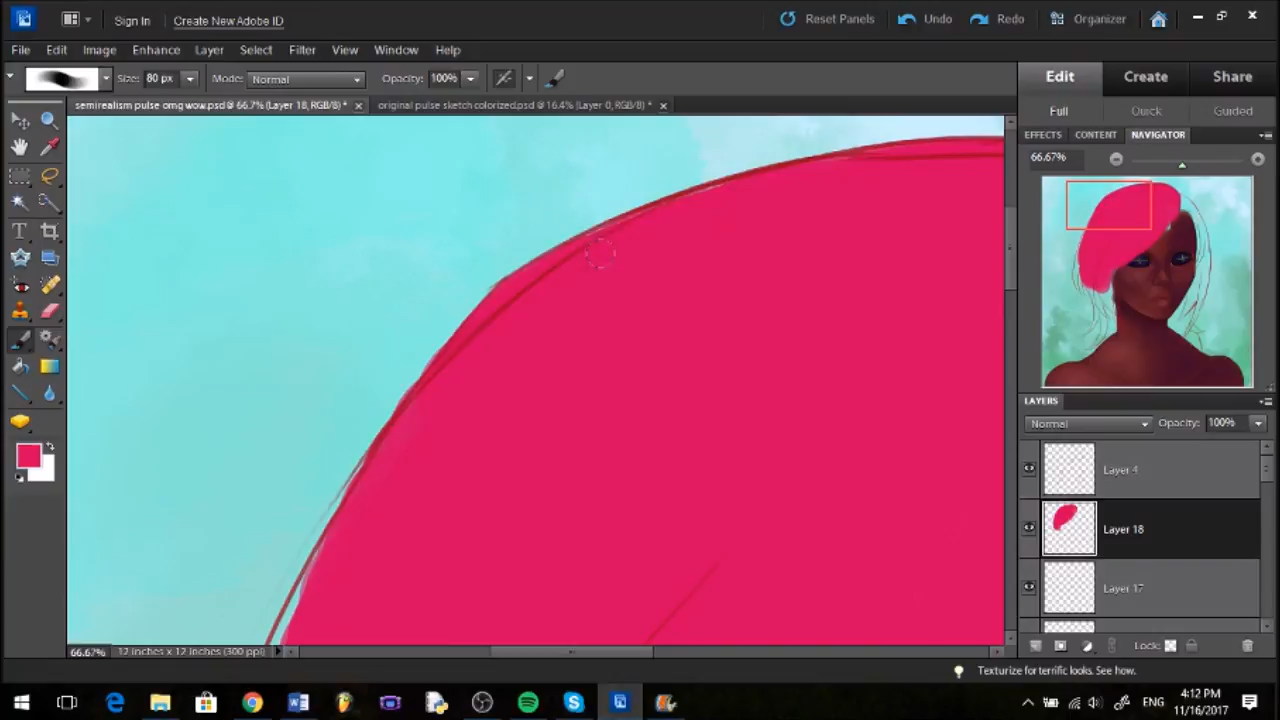 Sign In Create New Adobe ID Reset Panels Undo Redo Organizer
File Edit Image Enhance Layer Select Filter View Window Help
Size: 80 px Mode: Normal Opacity: 100% Edit Create Share
semirealism pulse omg wow.psd @ 66.7% (Layer 18, RGB/8) * original pulse sketch colorized.psd @ 16.4% (Layer 0, RGB/8) * Full Quick Guided
EFFECTS CONTENT NAVIGATOR
66.67%
LAYERS
Normal Opacity: 100%
Layer 4
Layer 18
Layer 17
66.67% 12 inches x 12 inches (300 ppi) Lock:
Texturize for terrific looks. See how.
ENG 4:12 PM
11/16/2017